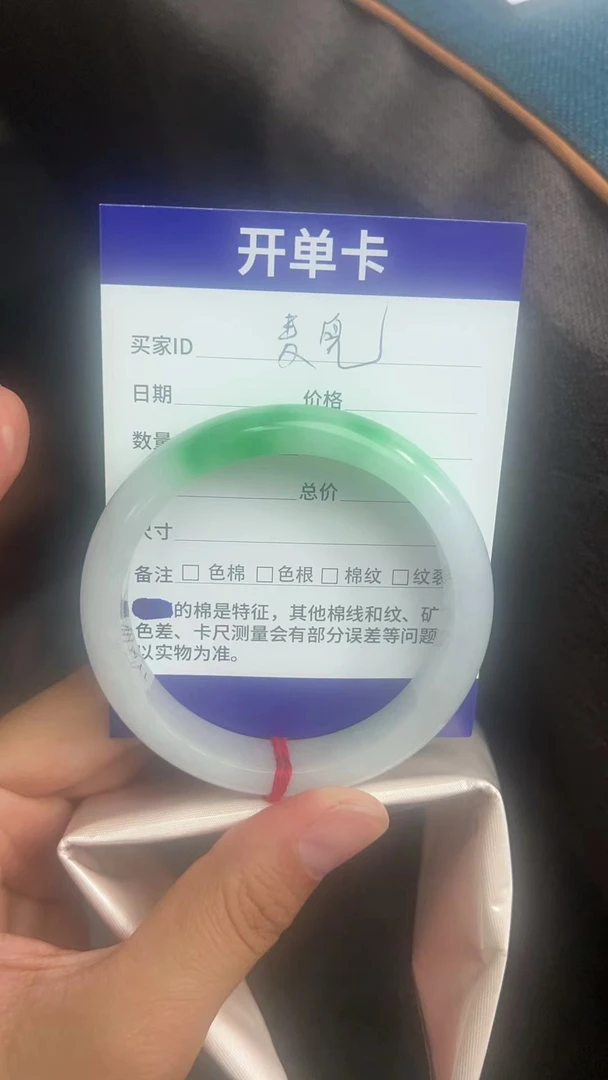 开单卡
买家ID 麦兜
日期 价格
数量
总价
尺寸
备注 □ 色棉 □色根 □ 棉纹 □纹裂
的棉是特征，其他棉线和纹、矿
色差、卡尺测量会有部分误差等问题
以实物为准。